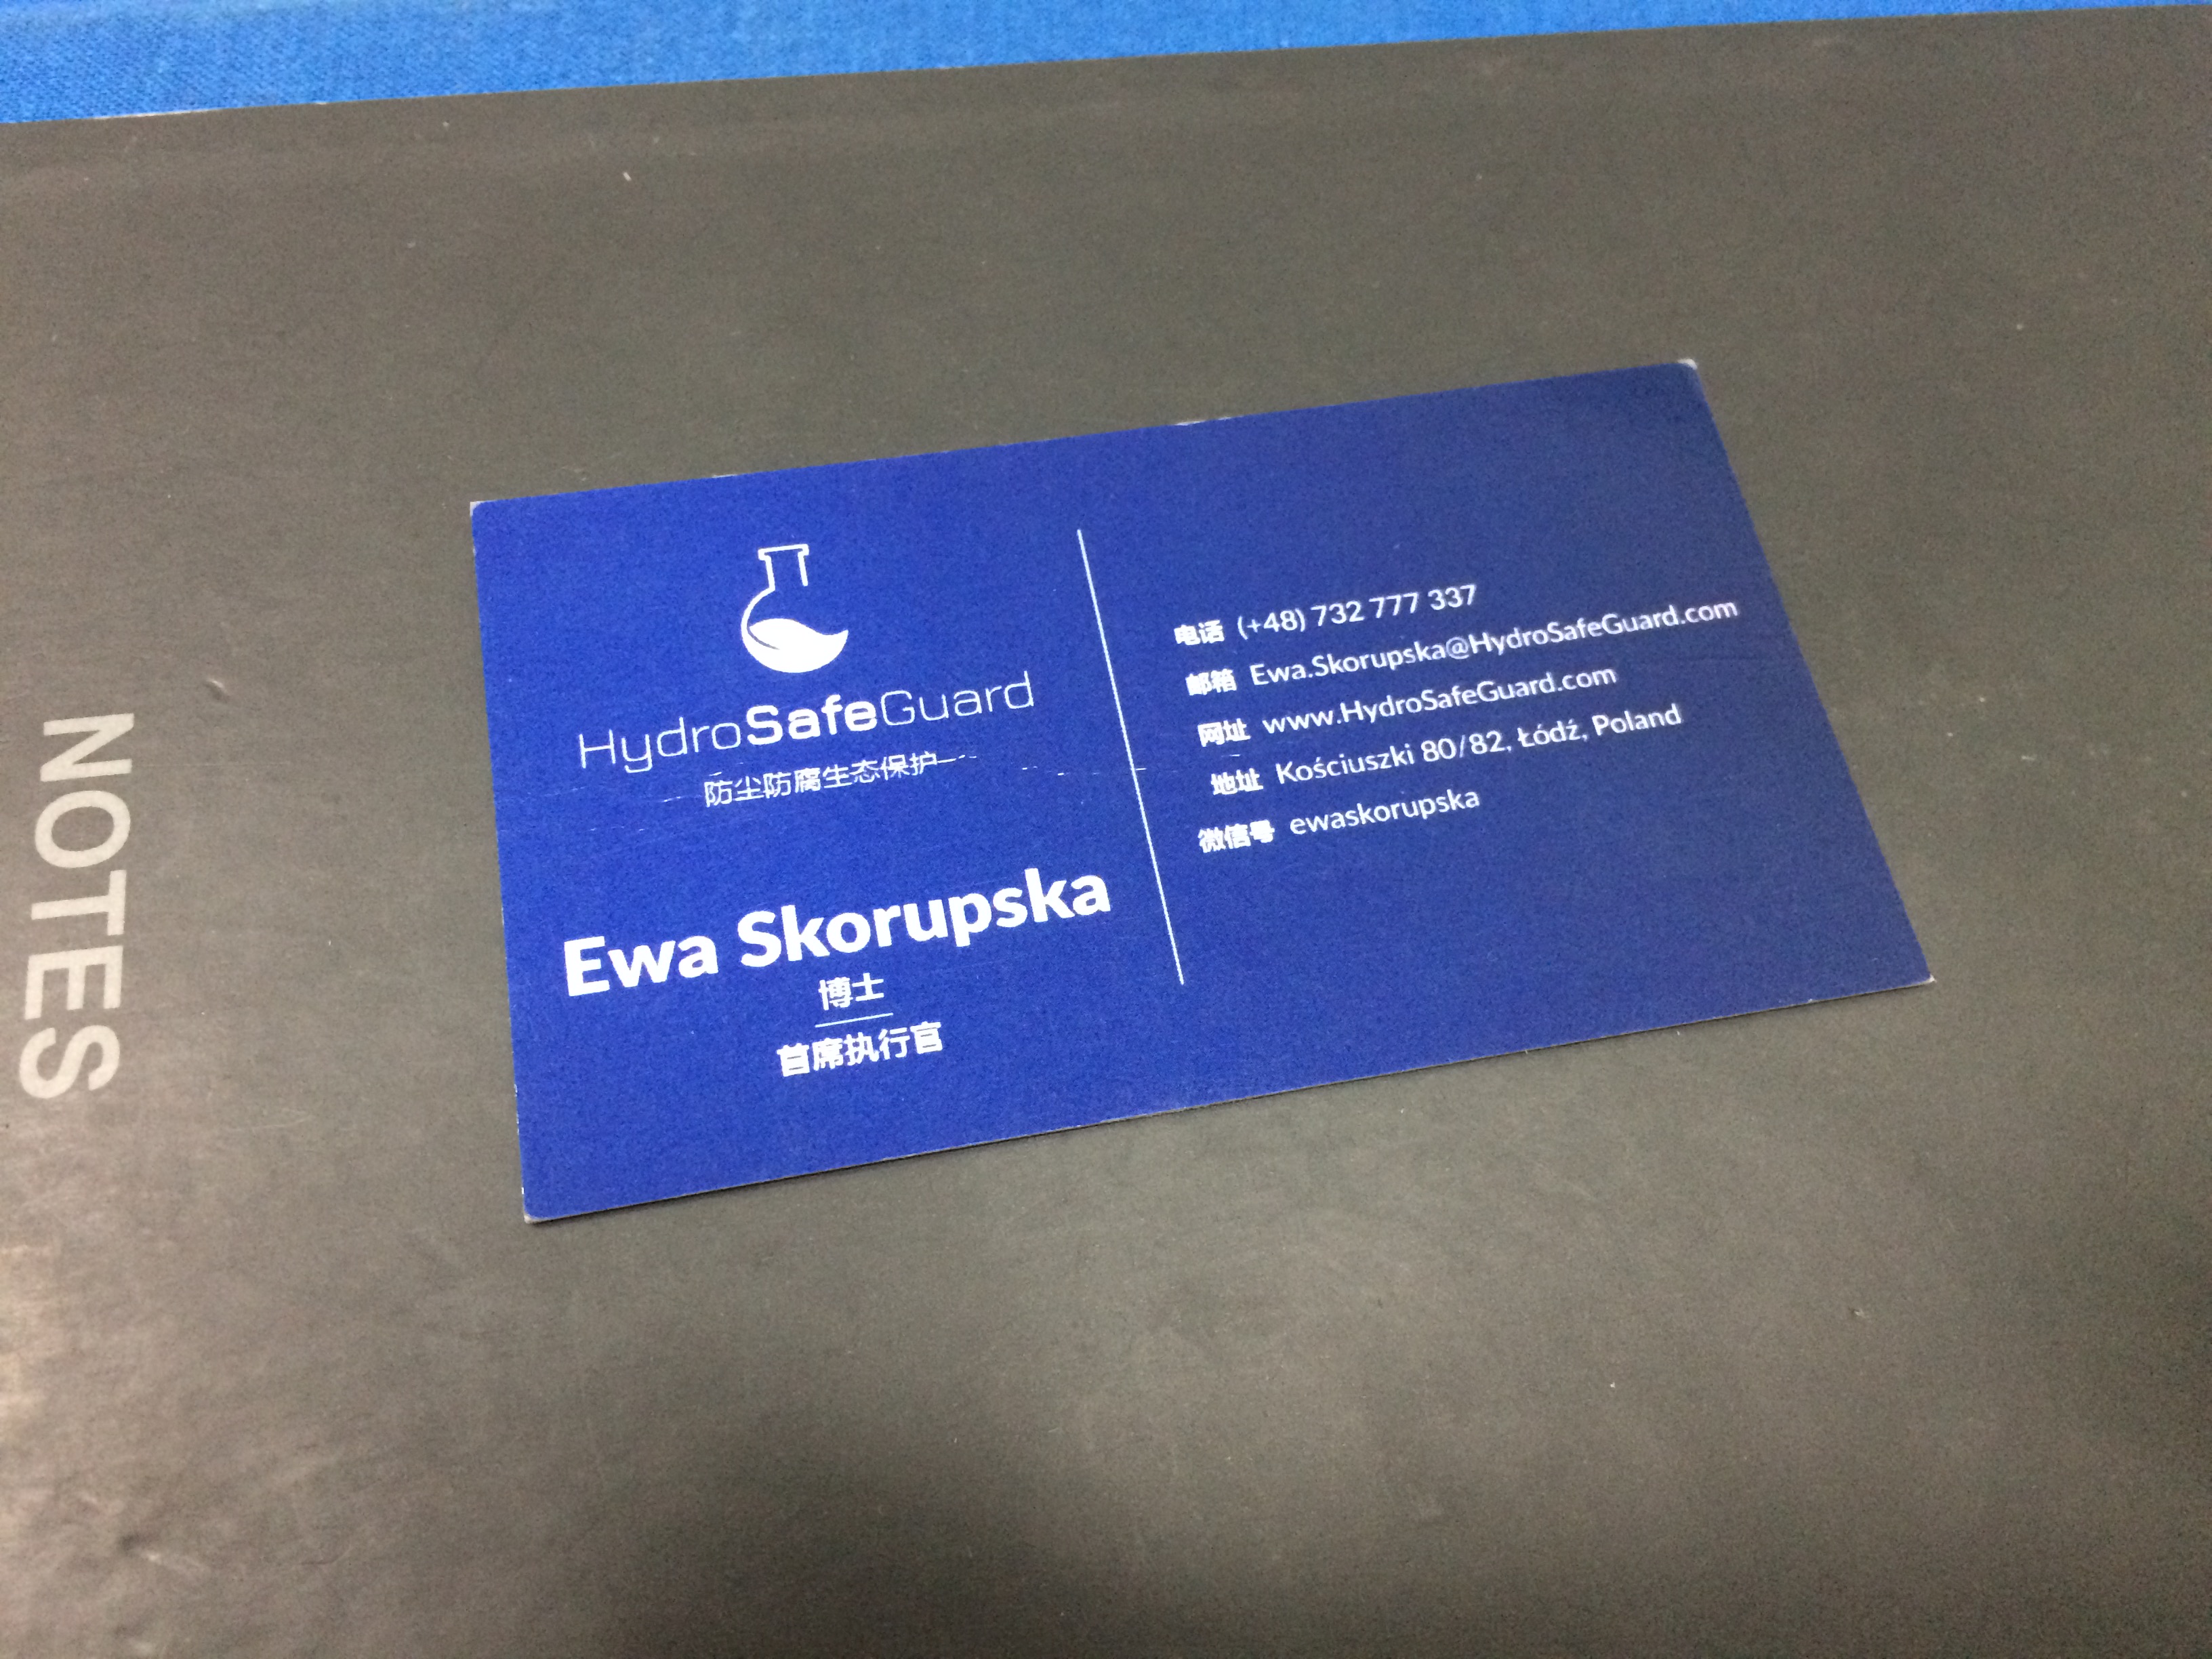 NOTES
HydroSafeGuard
防尘防腐生态保护
Ewa Skorupska
博士
首席执行官
电话 (+48) 732 777 337
邮箱 Ewa.Skorupska@HydroSafeGuard.com
网址 www.HydroSafeGuard.com
地址 Kościuszki 80/82, Łódź, Poland
微信号 ewaskorupska